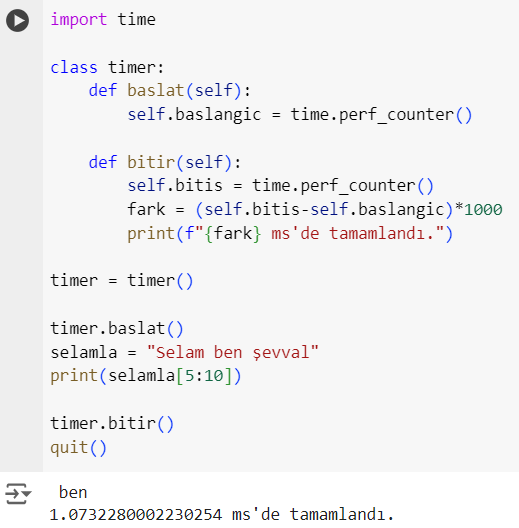 import time
class timer:
    def baslat(self):
        self.baslangic = time.perf_counter()
    def bitir(self):
        self.bitis = time.perf_counter()
        fark = (self.bitis-self.baslangic)*1000
        print(f"{fark} ms'de tamamlandı.")
timer = timer()
timer.baslat()
selamla = "Selam ben şevval"
print(selamla[5:10])
timer.bitir()
quit()
 ben
1.0732280002230254 ms'de tamamlandı.